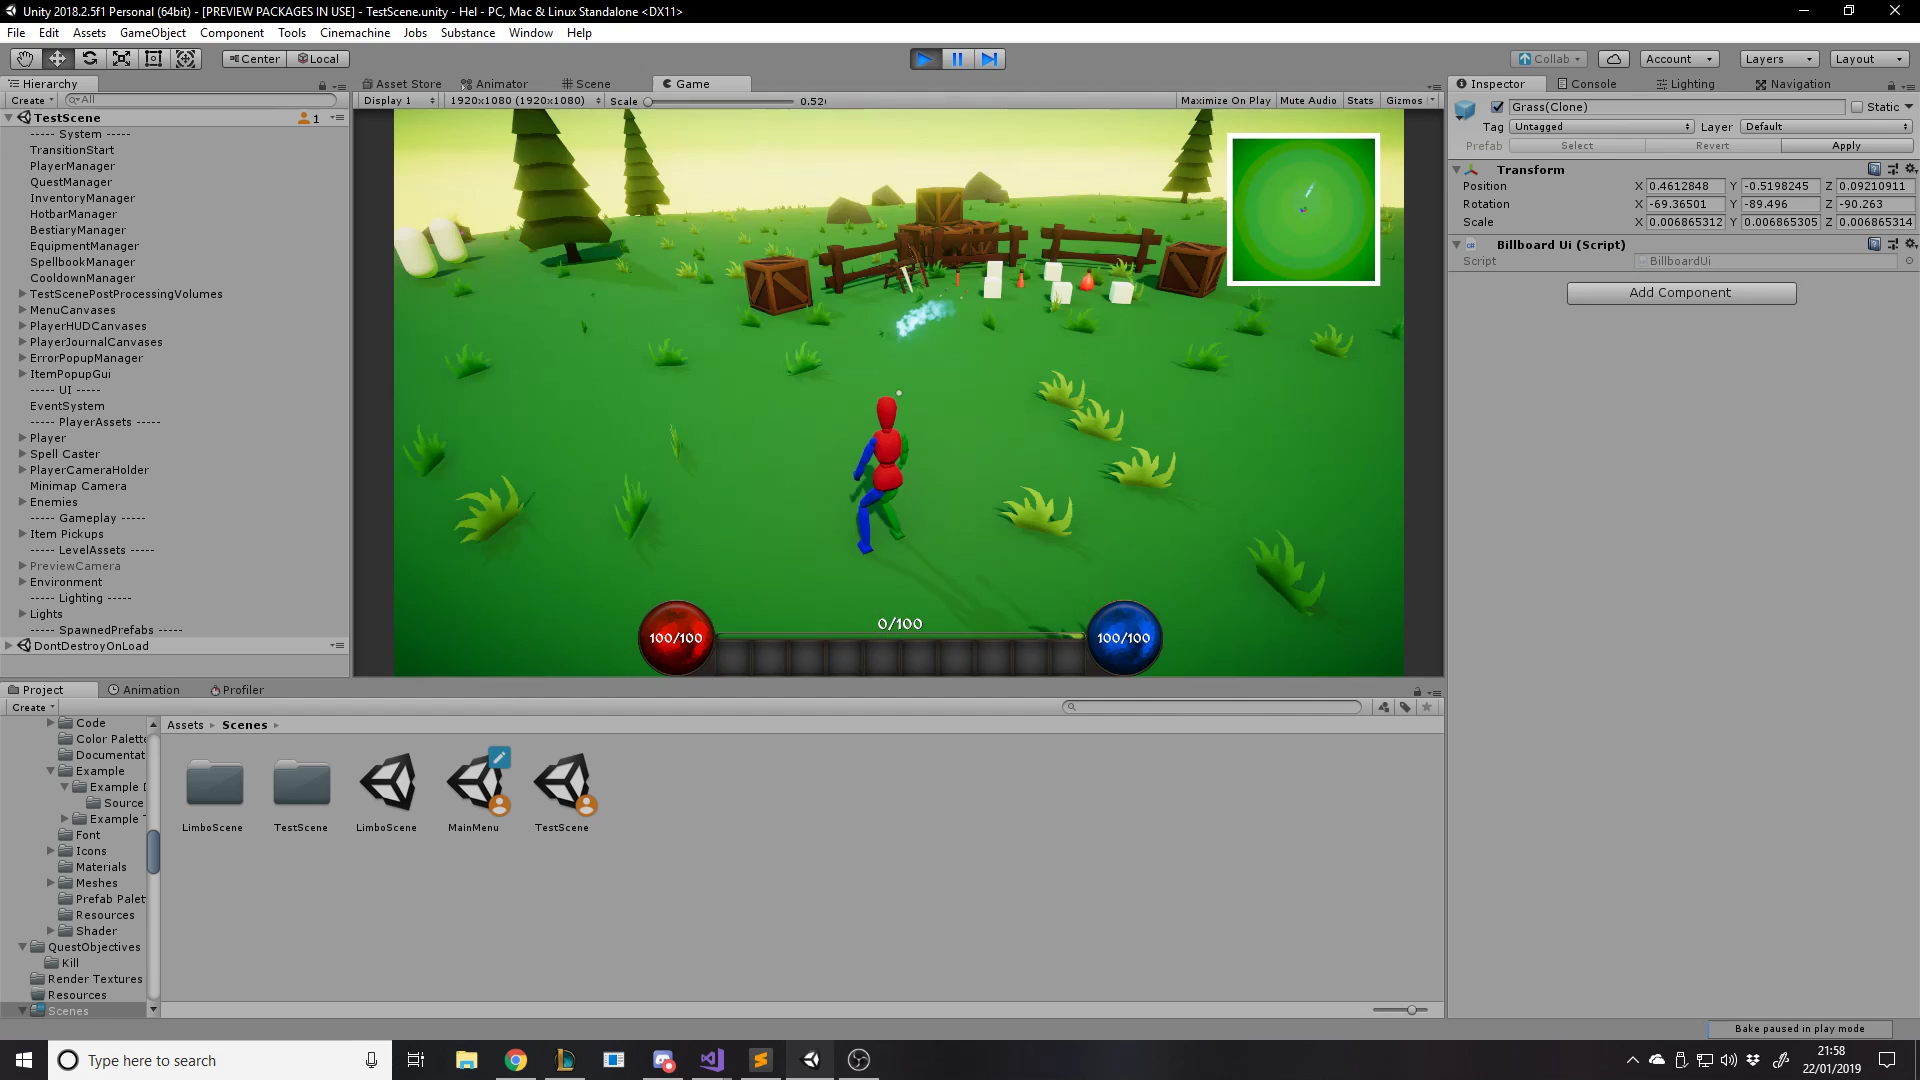 Unity 2018.2.5f1 Personal (64bit) - [PREVIEW PACKAGES IN USE] - TestScene.unity - Hel - PC, Mac & Linux Standalone <DX11>
File Edit Assets GameObject Component Tools Cinemachine Jobs Substance Window Help
Center Local Collab Account Layers Layout
Hierarchy
Create All
TestScene 1
----- System -----
TransitionStart
PlayerManager
QuestManager
InventoryManager
HotbarManager
BestiaryManager
EquipmentManager
SpellbookManager
CooldownManager
TestScenePostProcessingVolumes
MenuCanvases
PlayerHUDCanvases
PlayerJournalCanvases
ErrorPopupManager
ItemPopupGui
----- UI -----
EventSystem
----- PlayerAssets -----
Player
Spell Caster
PlayerCameraHolder
Minimap Camera
Enemies
----- Gameplay -----
Item Pickups
----- LevelAssets -----
PreviewCamera
Environment
----- Lighting -----
Lights
----- SpawnedPrefabs -----
DontDestroyOnLoad
Asset Store Animator Scene Game
Display 1 1920x1080 (1920x1080) Scale 0.52 Maximize On Play Mute Audio Stats Gizmos
0/100
100/100
100/100
Inspector Console Lighting Navigation
Grass(Clone) Static
Tag Untagged Layer Default
Prefab Select Revert Apply
Transform
Position X 0.4612848 Y -0.5198245 Z 0.09210911
Rotation X -69.36501 Y -89.496 Z -90.263
Scale X 0.006865312 Y 0.006865305 Z 0.006865314
Billboard Ui (Script)
Script BillboardUi
Add Component
Project Animation Profiler
Create
Code
Color Palette
Documentat
Example
Example D
Source
Example
Font
Icons
Materials
Meshes
Prefab Palet
Resources
Shader
QuestObjectives
Kill
Render Textures
Resources
Scenes
Assets Scenes
LimboScene TestScene LimboScene MainMenu TestScene
Bake paused in play mode
Type here to search
21:58
22/01/2019